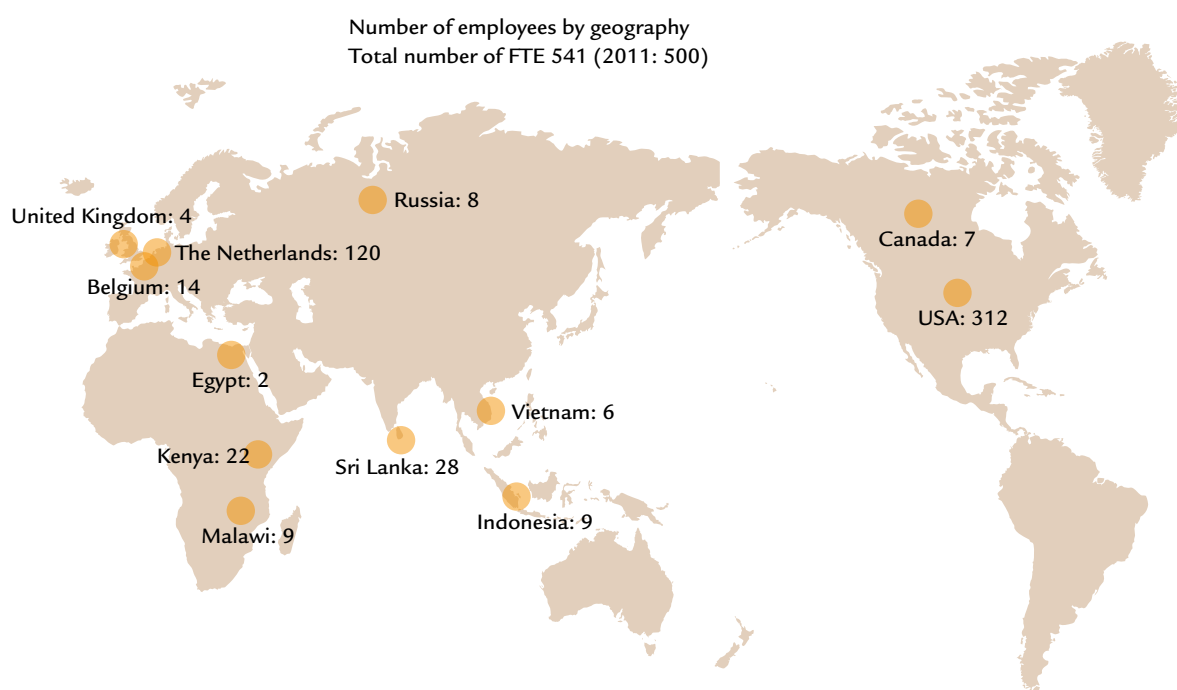 Number of employees by geography
Total number of FTE 541 (2011: 500)
Russia: 8
United Kingdom: 4
Canada: 7
The Netherlands: 120
Belgium: 14
USA: 312
Egypt: 2
Vietnam: 6
Kenya: 22
Sri Lanka: 28
Indonesia: 9
Malawi: 9